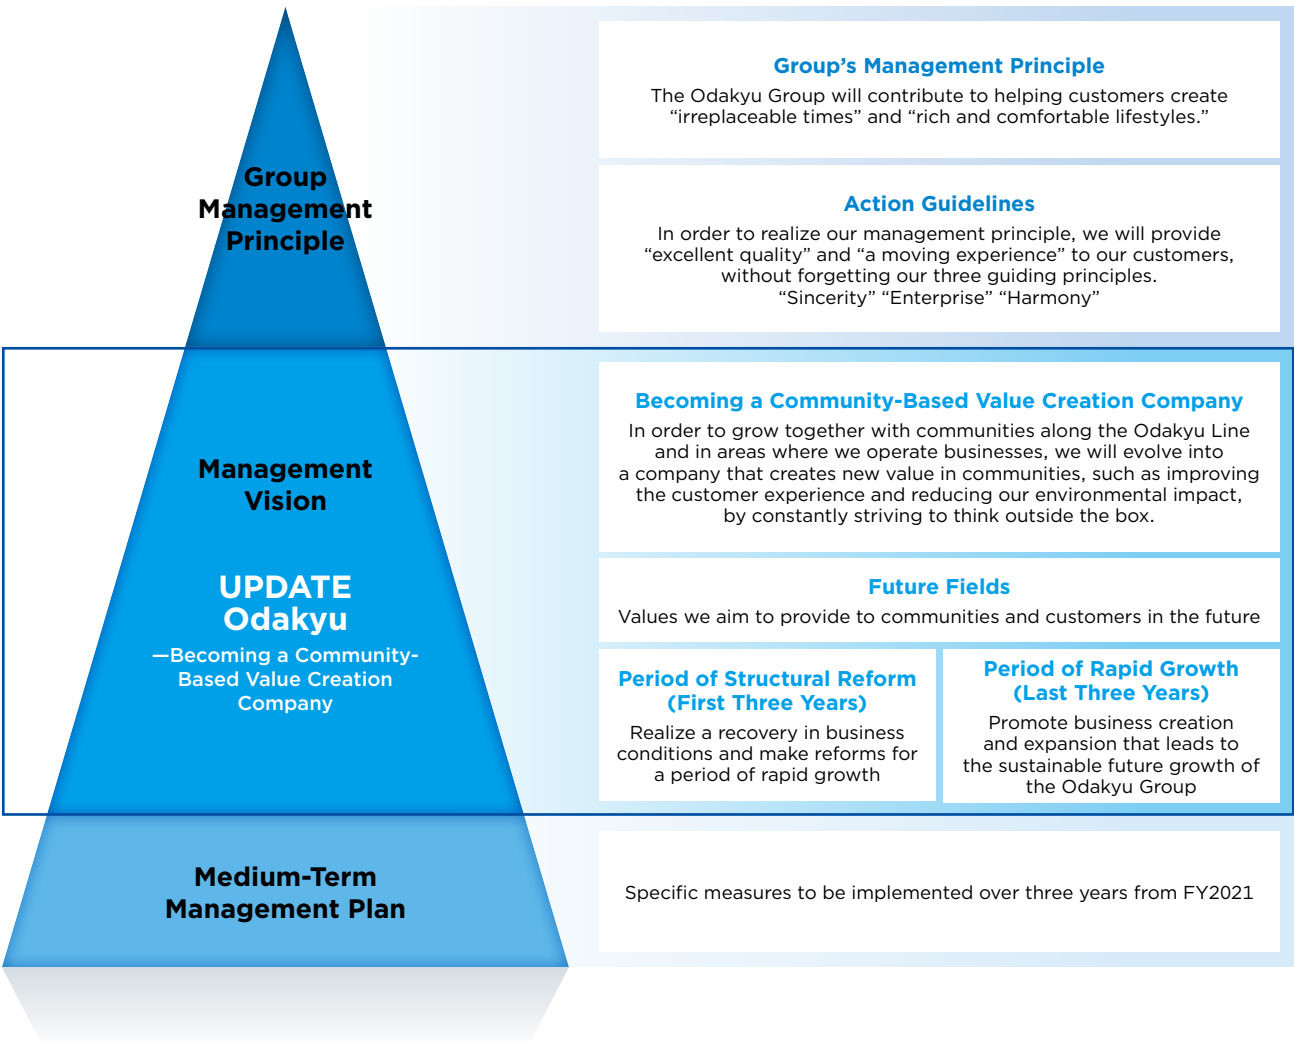 Group
Management
Principle
Group’s Management Principle
The Odakyu Group will contribute to helping customers create
“irreplaceable times” and “rich and comfortable lifestyles.”
Action Guidelines
In order to realize our management principle, we will provide
“excellent quality” and “a moving experience” to our customers,
without forgetting our three guiding principles.
“Sincerity” “Enterprise” “Harmony”
Management
Vision
UPDATE
Odakyu
—Becoming a Community-
Based Value Creation
Company
Becoming a Community-Based Value Creation Company
In order to grow together with communities along the Odakyu Line
and in areas where we operate businesses, we will evolve into
a company that creates new value in communities, such as improving
the customer experience and reducing our environmental impact,
by constantly striving to think outside the box.
Future Fields
Values we aim to provide to communities and customers in the future
Period of Structural Reform
(First Three Years)
Realize a recovery in business
conditions and make reforms for
a period of rapid growth
Period of Rapid Growth
(Last Three Years)
Promote business creation
and expansion that leads to
the sustainable future growth of
the Odakyu Group
Medium-Term
Management Plan
Specific measures to be implemented over three years from FY2021